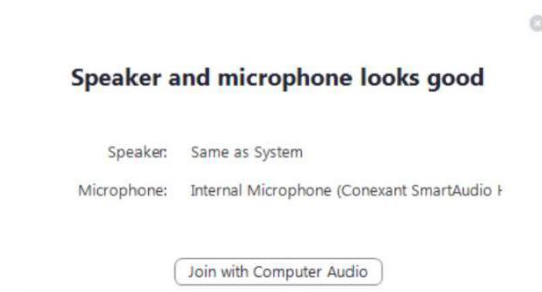 Speaker and microphone looks good
Speaker: Same as System
Microphone: Internal Microphone (Conexant SmartAudio H
Join with Computer Audio